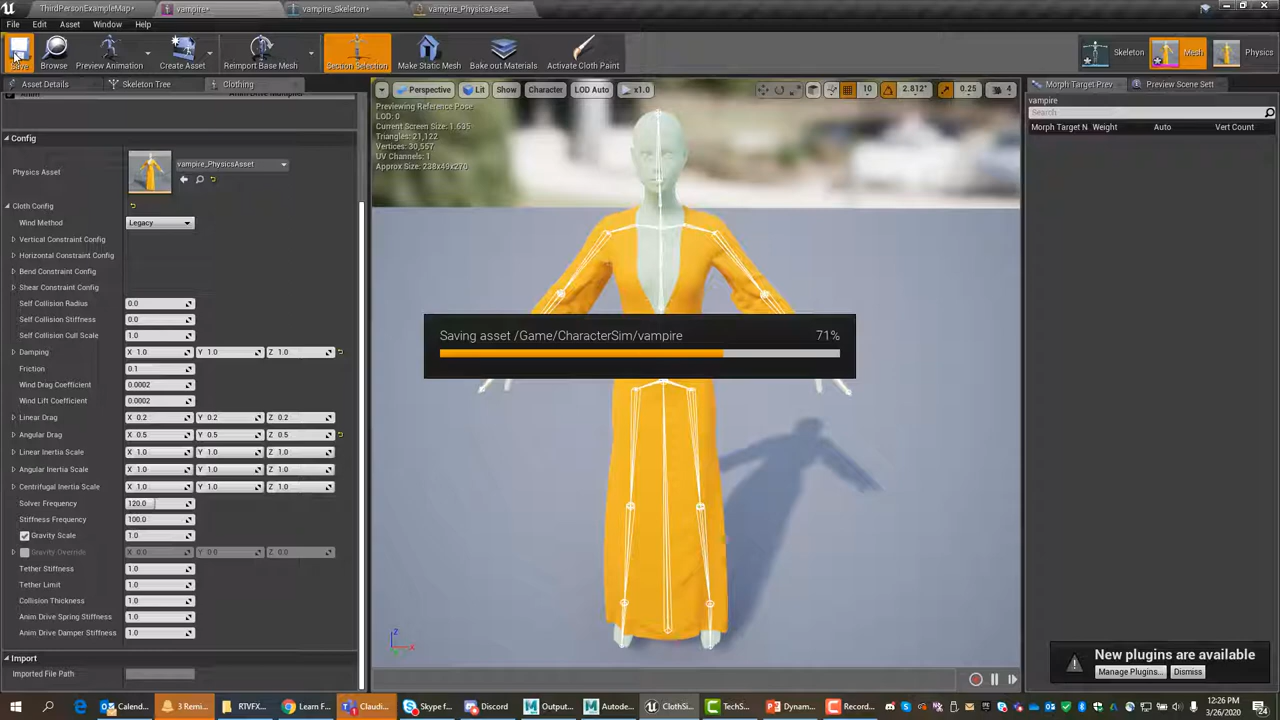 ThirdPersonExampleMap*
vampire*
vampire_Skeleton*
vampire_PhysicsAsset
File Edit Asset Window Help
Save
Browse
Preview Animation
Create Asset
Reimport Base Mesh
Section Selection
Make Static Mesh
Bake out Materials
Activate Cloth Paint
Skeleton
Mesh
Physics
Asset Details
Skeleton Tree
Clothing
Config
Physics Asset
vampire_PhysicsAsset
Cloth Config
Wind Method Legacy
Vertical Constraint Config
Horizontal Constraint Config
Bend Constraint Config
Shear Constraint Config
Self Collision Radius 0.0
Self Collision Stiffness 0.0
Self Collision Cull Scale 1.0
Damping X 1.0 Y 1.0 Z 1.0
Friction 0.1
Wind Drag Coefficient 0.0002
Wind Lift Coefficient 0.0002
Linear Drag X 0.2 Y 0.2 Z 0.2
Angular Drag X 0.5 Y 0.5 Z 0.5
Linear Inertia Scale X 1.0 Y 1.0 Z 1.0
Angular Inertia Scale X 1.0 Y 1.0 Z 1.0
Centrifugal Inertia Scale X 1.0 Y 1.0 Z 1.0
Solver Frequency 120.0
Stiffness Frequency 100.0
Gravity Scale 1.0
Gravity Override X 0.0 Y 0.0 Z 0.0
Tether Stiffness 1.0
Tether Limit 1.0
Collision Thickness 1.0
Anim Drive Spring Stiffness 1.0
Anim Drive Damper Stiffness 1.0
Import
Imported File Path
Perspective Lit Show Character LOD Auto x1.0
10 2.812° 0.25 4
Previewing Reference Pose
LOD: 0
Current Screen Size: 1.635
Triangles: 21,122
Vertices: 30,557
UV Channels: 1
Approx Size: 238x49x270
Saving asset /Game/CharacterSim/vampire 71%
Z
X
Morph Target Prev
Preview Scene Sett
vampire
Search
Morph Target N Weight Auto Vert Count
New plugins are available
Manage Plugins...
Dismiss
Calend...
3 Remi...
RTVFX...
Learn F...
Claudi...
Skype f...
Discord
Output...
Autode...
ClothSi...
TechS...
Dynam...
Record...
12:26 PM
3/26/2020